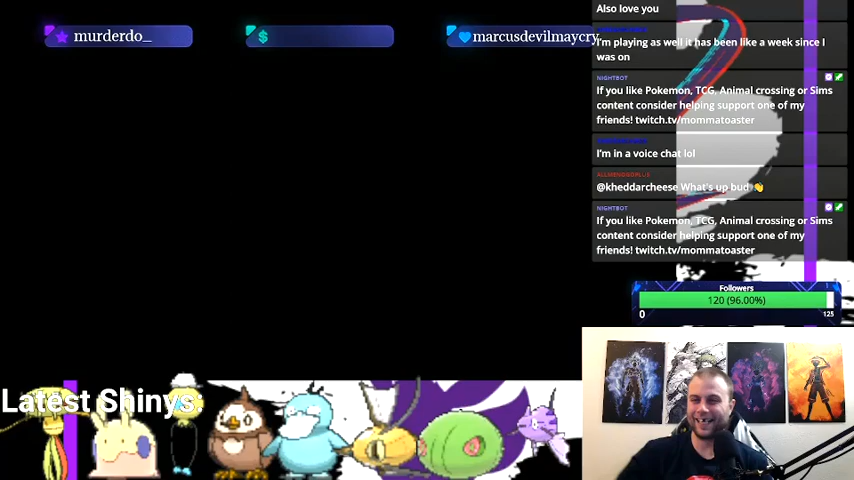 murderdo_
$
marcusdevilmaycry_
Also love you
I'm playing as well it has been like a week since I
was on
NIGHTBOT
If you like Pokemon, TCG, Animal crossing or Sims
content consider helping support one of my
friends! twitch.tv/mommatoaster
I'm in a voice chat lol
@kheddarcheese What's up bud 👋
NIGHTBOT
If you like Pokemon, TCG, Animal crossing or Sims
content consider helping support one of my
friends! twitch.tv/mommatoaster
Followers
120 (96.00%)
0
125
Latest Shinys: